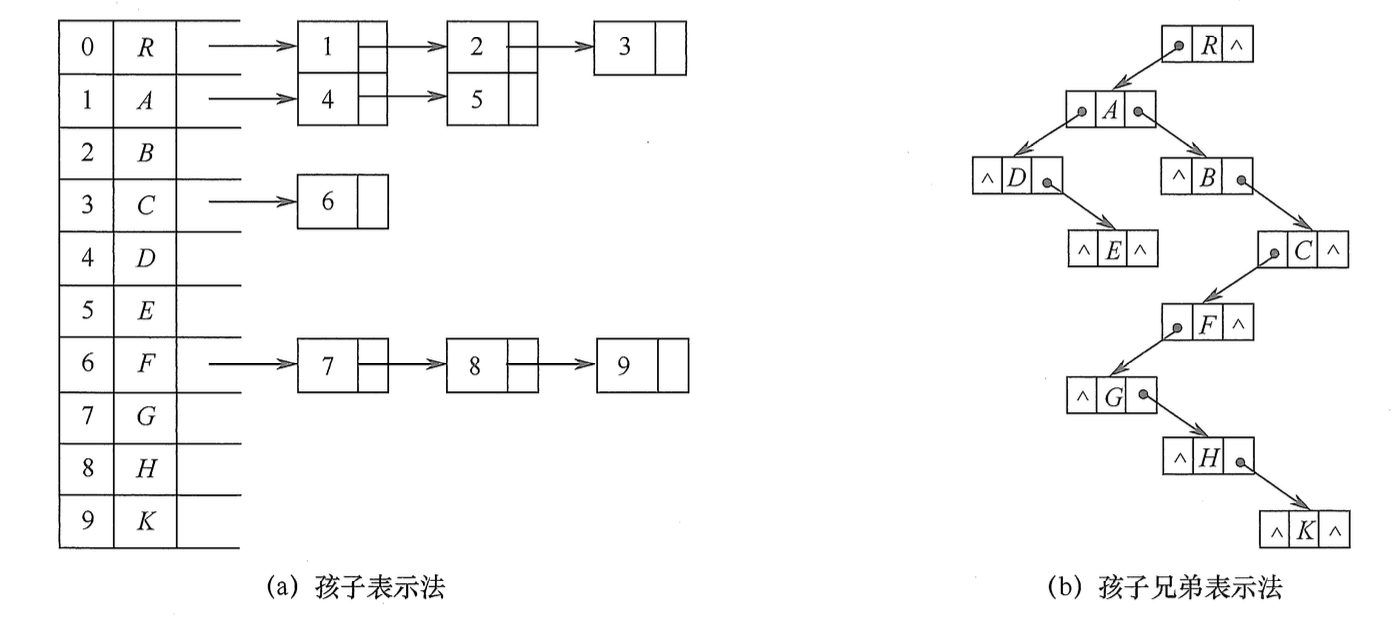 0 R 1 2 3
1 A 4 5
2 B
3 C 6
4 D
5 E
6 F 7 8 9
7 G
8 H
9 K
(a) 孩子表示法
R ∧
A
∧ D
∧ B
∧ E ∧
C ∧
F ∧
∧ G
∧ H
∧ K ∧
(b) 孩子兄弟表示法